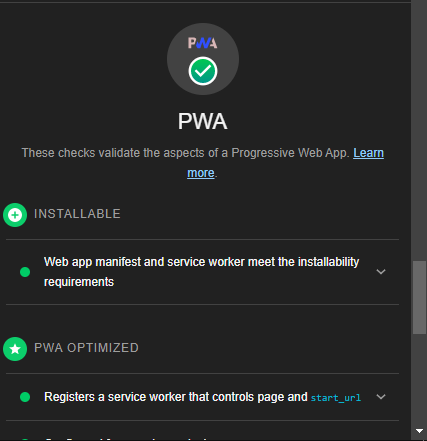 PWA
PWA
These checks validate the aspects of a Progressive Web App. Learn
more.
INSTALLABLE
Web app manifest and service worker meet the installability
requirements
PWA OPTIMIZED
Registers a service worker that controls page and start_url